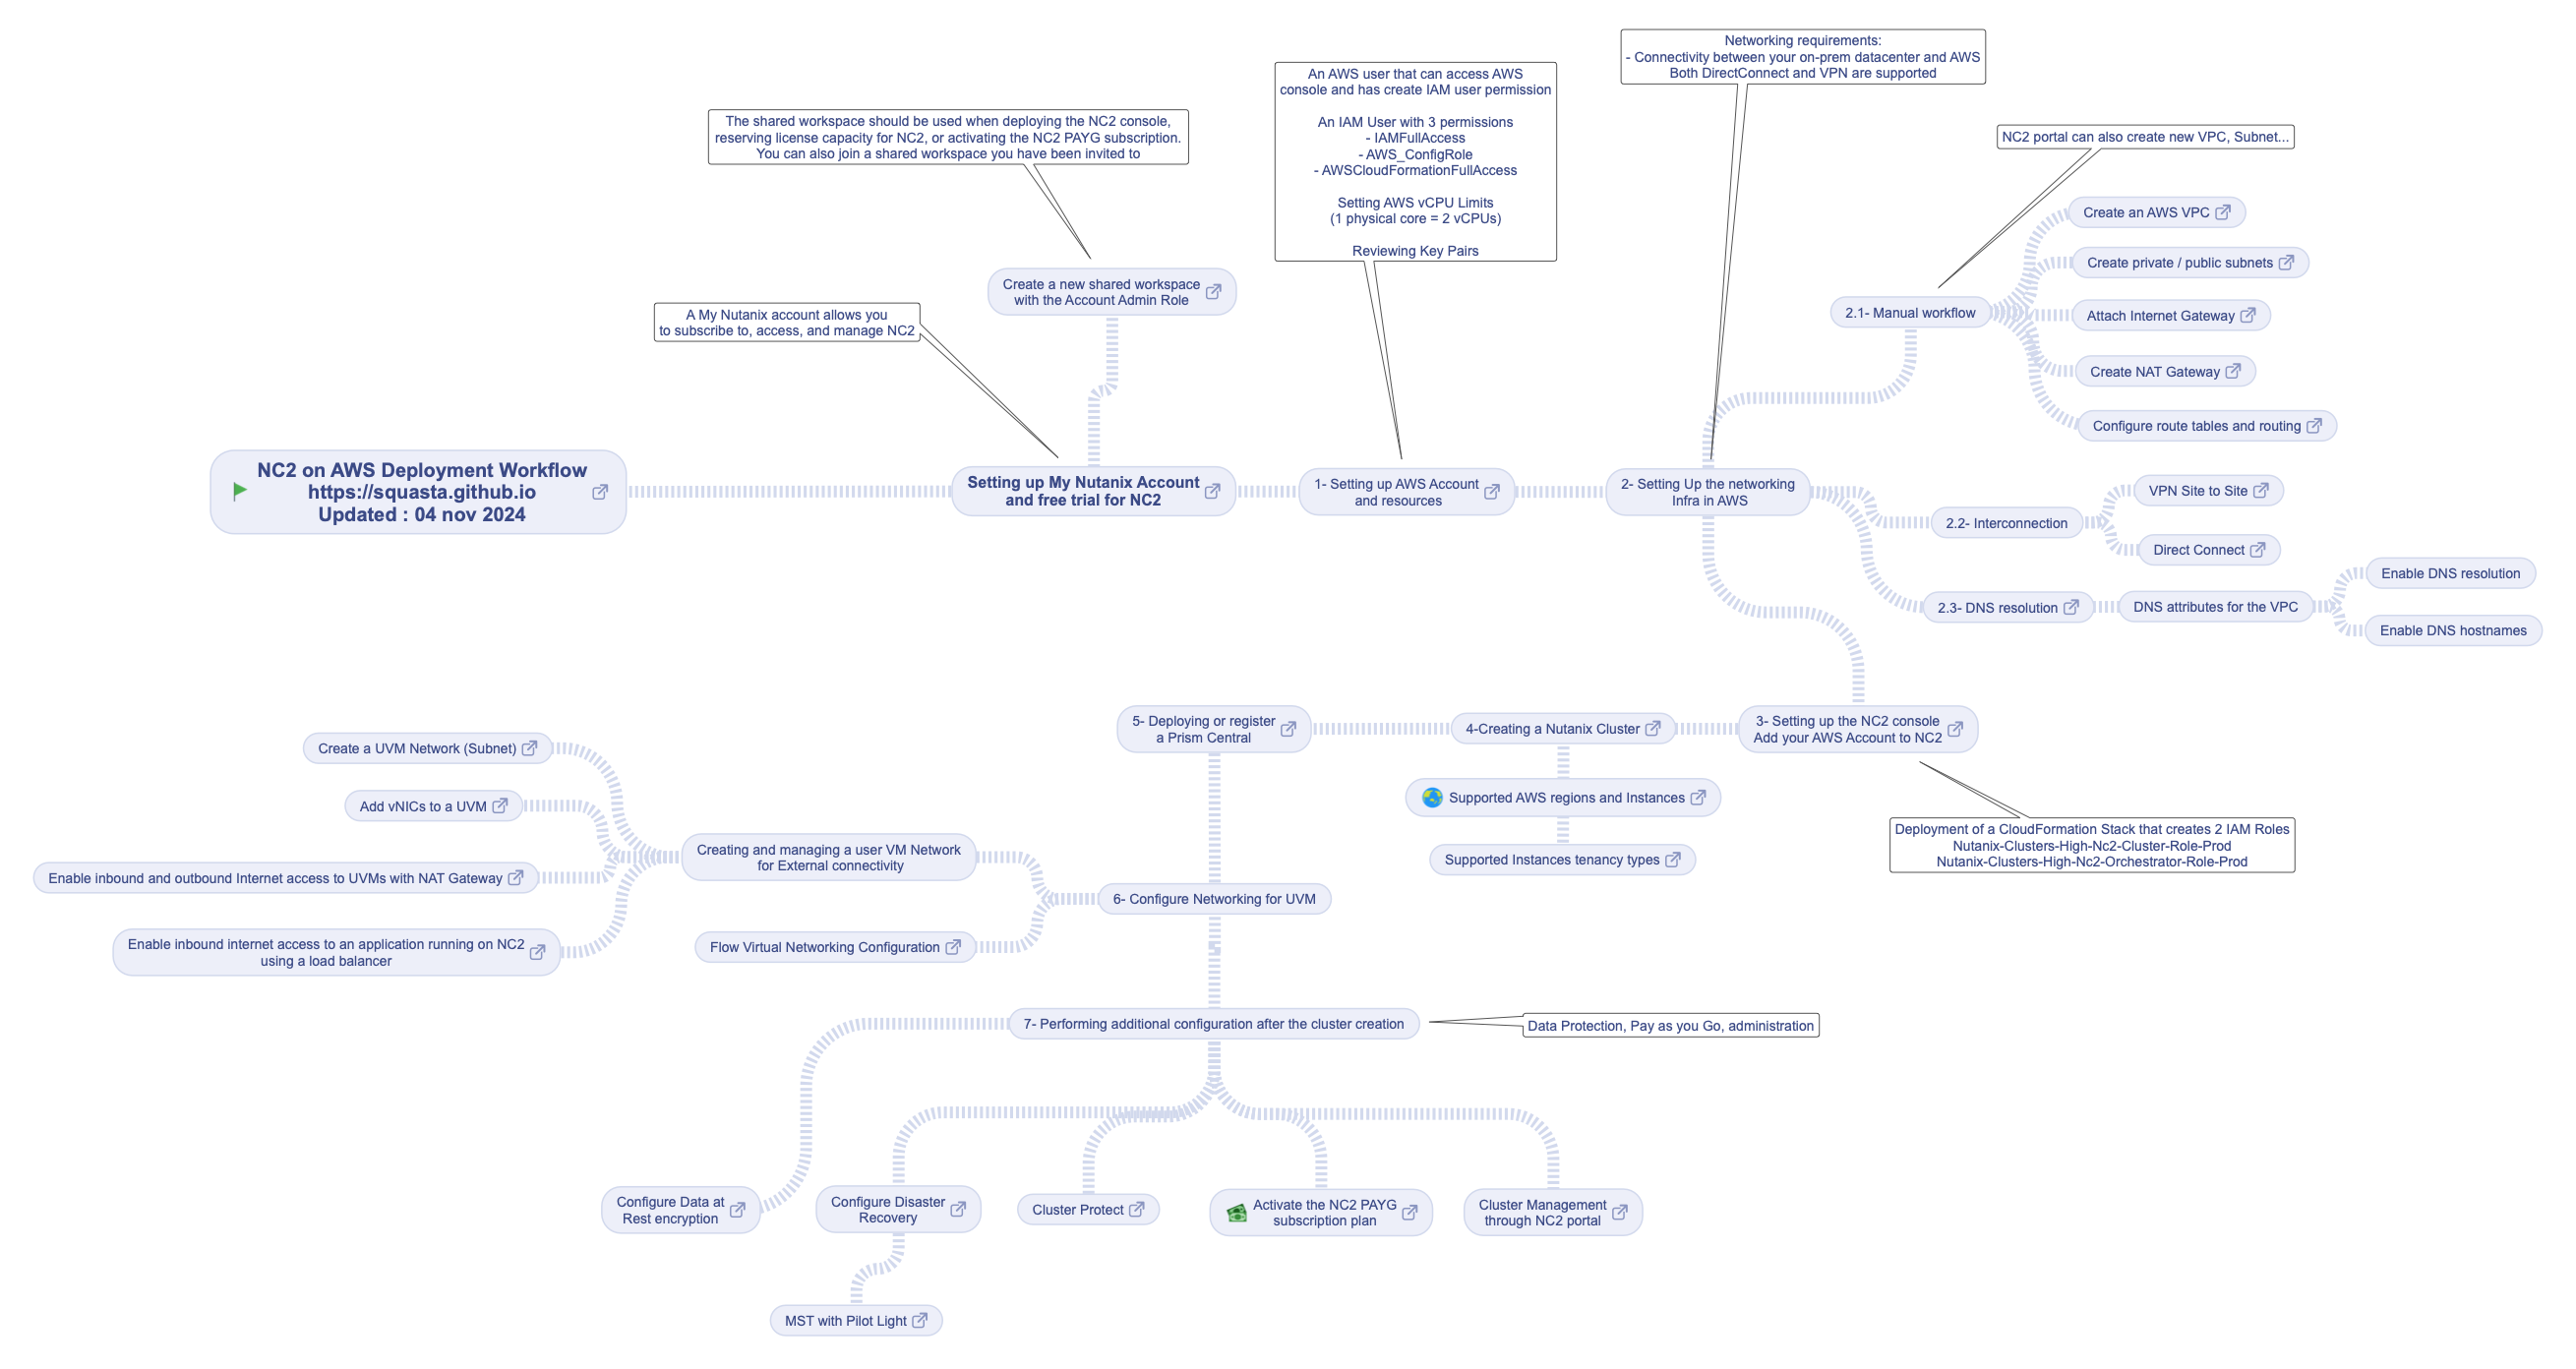 Networking requirements:
- Connectivity between your on-prem datacenter and AWS
Both DirectConnect and VPN are supported
An AWS user that can access AWS
console and has create IAM user permission
An IAM User with 3 permissions
- IAMFullAccess
- AWS_ConfigRole
- AWSCloudFormationFullAccess
Setting AWS vCPU Limits
(1 physical core = 2 vCPUs)
Reviewing Key Pairs
The shared workspace should be used when deploying the NC2 console,
reserving license capacity for NC2, or activating the NC2 PAYG subscription.
You can also join a shared workspace you have been invited to
NC2 portal can also create new VPC, Subnet...
Create an AWS VPC
Create private / public subnets
Create a new shared workspace
with the Account Admin Role
A My Nutanix account allows you
to subscribe to, access, and manage NC2
2.1- Manual workflow
Attach Internet Gateway
Create NAT Gateway
Configure route tables and routing
NC2 on AWS Deployment Workflow
https://squasta.github.io
Updated : 04 nov 2024
Setting up My Nutanix Account
and free trial for NC2
1- Setting up AWS Account
and resources
2- Setting Up the networking
Infra in AWS
VPN Site to Site
2.2- Interconnection
Direct Connect
Enable DNS resolution
2.3- DNS resolution
DNS attributes for the VPC
Enable DNS hostnames
5- Deploying or register
a Prism Central
4-Creating a Nutanix Cluster
3- Setting up the NC2 console
Add your AWS Account to NC2
Create a UVM Network (Subnet)
Supported AWS regions and Instances
Add vNICs to a UVM
Deployment of a CloudFormation Stack that creates 2 IAM Roles
Nutanix-Clusters-High-Nc2-Cluster-Role-Prod
Nutanix-Clusters-High-Nc2-Orchestrator-Role-Prod
Creating and managing a user VM Network
for External connectivity
Supported Instances tenancy types
Enable inbound and outbound Internet access to UVMs with NAT Gateway
6- Configure Networking for UVM
Enable inbound internet access to an application running on NC2
using a load balancer
Flow Virtual Networking Configuration
7- Performing additional configuration after the cluster creation
Data Protection, Pay as you Go, administration
Configure Data at
Rest encryption
Configure Disaster
Recovery
Cluster Protect
Activate the NC2 PAYG
subscription plan
Cluster Management
through NC2 portal
MST with Pilot Light